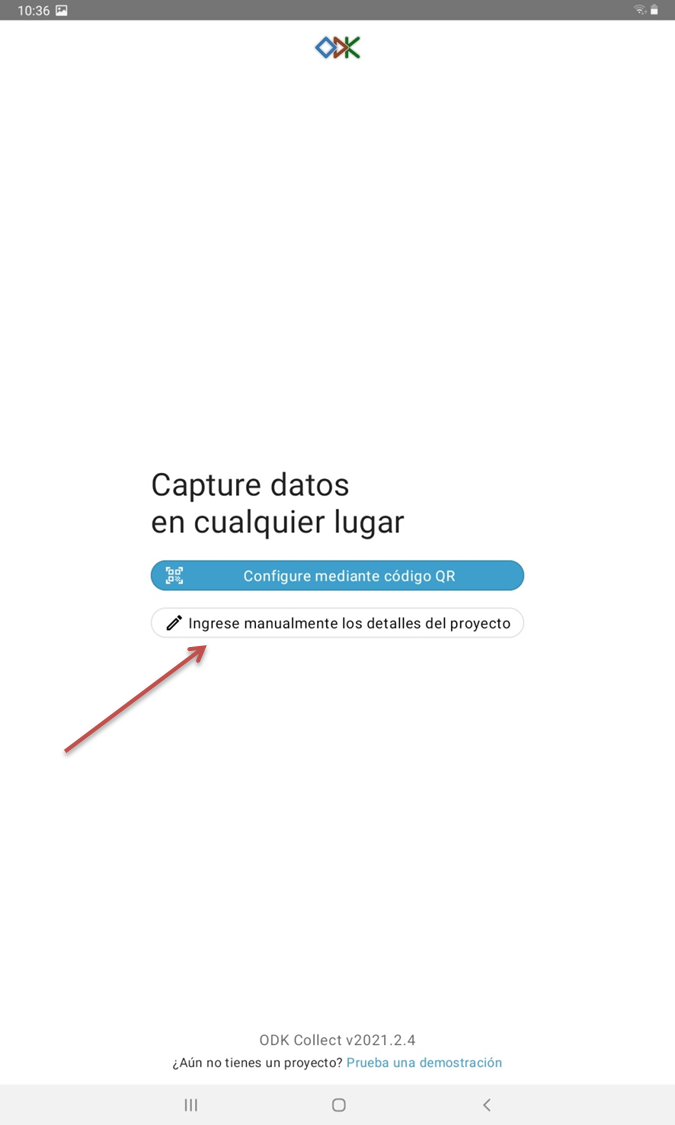 10:36
ODK
Capture datos
en cualquier lugar
Configure mediante código QR
Ingrese manualmente los detalles del proyecto
ODK Collect v2021.2.4
¿Aún no tienes un proyecto? Prueba una demostración